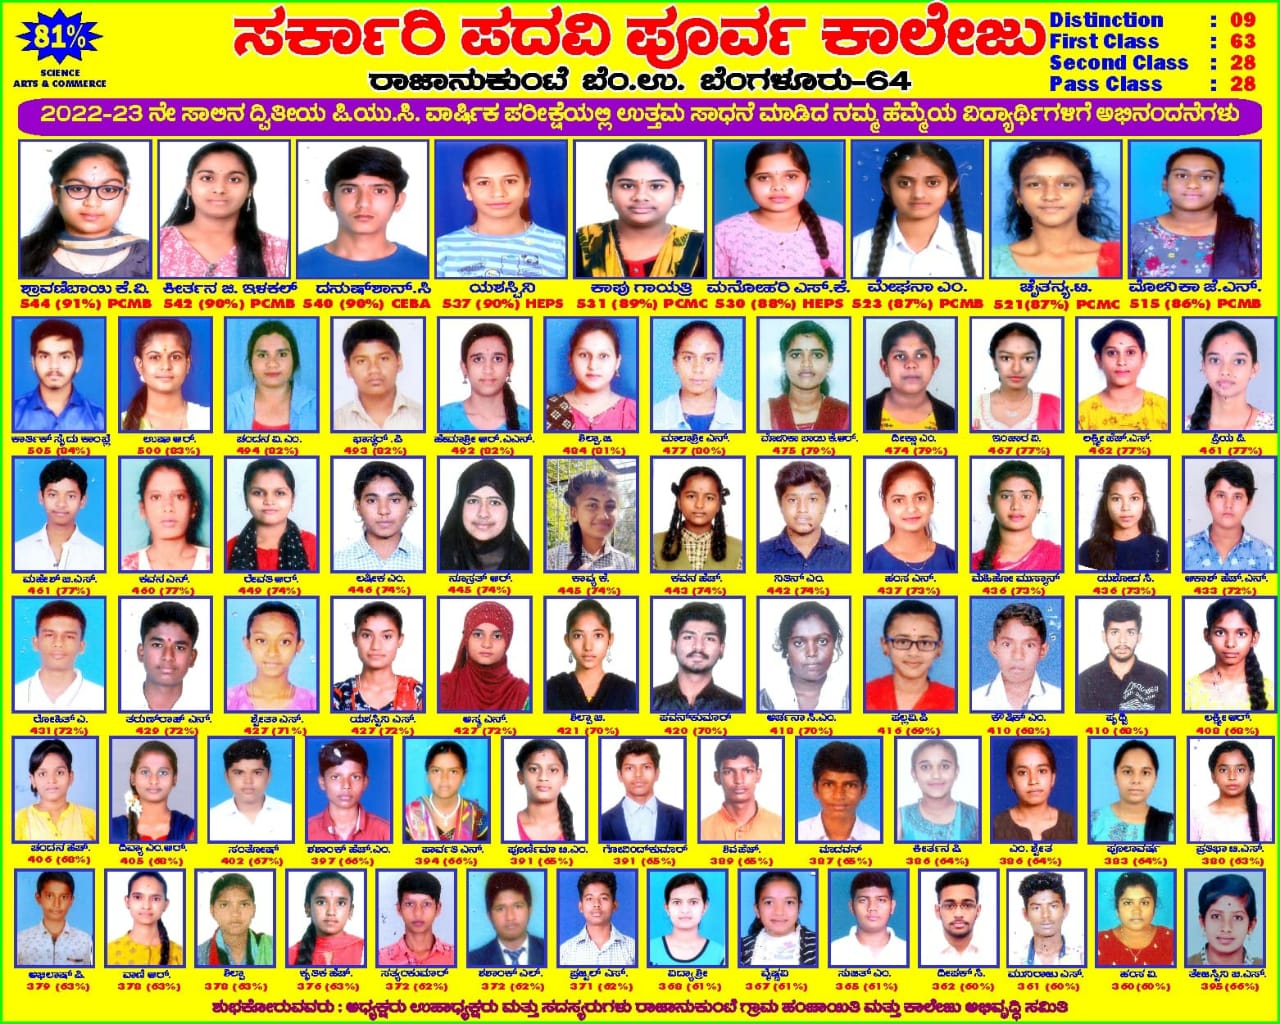 81%
SCIENCE
ARTS & COMMERCE
ಸರ್ಕಾರಿ ಪದವಿ ಪೂರ್ವ ಕಾಲೇಜು
ರಾಜಾನುಕುಂಟೆ ಬೆಂ.ಉ. ಬೆಂಗಳೂರು-64
Distinction : 09
First Class : 63
Second Class : 28
Pass Class : 28
2022-23 ನೇ ಸಾಲಿನ ದ್ವಿತೀಯ ಪಿ.ಯು.ಸಿ. ವಾರ್ಷಿಕ ಪರೀಕ್ಷೆಯಲ್ಲಿ ಉತ್ತಮ ಸಾಧನೆ ಮಾಡಿದ ನಮ್ಮ ಹೆಮ್ಮೆಯ ವಿದ್ಯಾರ್ಥಿಗಳಿಗೆ ಅಭಿನಂದನೆಗಳು
ಶ್ರಾವಣಿಬಾಯಿ ಕೆ.ವಿ. ಕೀರ್ತನ ಜಿ. ಇಳಕಲ್ ದನುಷ್‌ಶಾನ್.ಸಿ ಯಶಸ್ವಿನಿ ಕಾಪು ಗಾಯತ್ರಿ ಮನೋಹರಿ ಎಸ್.ಕೆ. ಮೇಘನಾ ಎಂ. ಚೈತನ್ಯ.ಟಿ. ಮೋನಿಕಾ ಜೆ.ಎನ್.
544 (91%) PCMB 542 (90%) PCMB 540 (90%) CEBA 537 (90%) HEPS 531 (89%) PCMC 530 (88%) HEPS 523 (87%) PCMB 521(87%) PCMC 515 (86%) PCMB
ಕಾರ್ತಿಕ್ ಸೈದು ಕಾಂಬ್ಳೆ ಉಷಾ ಆರ್. ಚಂದನ ವಿ.ಎಂ. ಭಾಸ್ಕರ್ .ಪಿ ಹೇಮಾಶ್ರೀ ಆರ್.ಎಎನ್. ಶಿಲ್ಪಾ.ಜಿ. ಮಾಲಾಶ್ರೀ ಎನ್. ಮೋನಿಕಾ ಬಾಯಿ ಕೆ.ಆರ್. ದೀಕ್ಷಾ ಎಂ. ಇಂಚಾರ ವಿ. ಲಕ್ಷ್ಮೀ ಹೆಚ್.ಎಸ್. ಪ್ರಿಯ ಪಿ.
505 (84%) 500 (83%) 494 (82%) 493 (82%) 492 (82%) 484 (81%) 477 (80%) 475 (79%) 474 (79%) 467 (77%) 462 (77%) 461 (77%)
ಮಹೇಶ್ ಜಿ.ಎಸ್. ಕವನ ಎನ್. ರೇವತಿ ಆರ್. ಲಷೀಕ ಎಂ. ನೂಸ್ರತ್ ಆರ್. ಕಾವ್ಯ ಕೆ. ಕವನ ಹೆಚ್. ನಿತಿನ್ ಎಂ. ಹಂಸ ಎನ್. ಮೆಹಿಹೋ ಮುಸ್ಕಾನ್ ಯಶೋದ ಸಿ. ಆಕಾಶ್ ಹೆಚ್.ಎನ್.
461 (77%) 460 (77%) 449 (74%) 446 (74%) 445 (74%) 445 (74%) 443 (74%) 442 (74%) 437 (73%) 436 (73%) 436 (73%) 433 (72%)
ರೋಹಿತ್ ಎ. ತರುಣ್‌ರಾಹ್ ಎನ್. ಶ್ವೇತಾ ಎಸ್. ಯಶಸ್ವಿನಿ ಎಸ್. ಅಸ್ಮ ಎನ್. ಶಿಲ್ಪಾ ಜಿ. ಪವನ್‌ಕುಮಾರ್ ಅರ್ಚನಾ ಸಿ.ಎಂ. ಪಲ್ಲವಿ.ಪಿ ಕೌಷಿಕ್ ಎಂ. ಪೃಥ್ವಿ ಲಕ್ಷ್ಮೀ ಆರ್.
431 (72%) 429 (72%) 427 (71%) 427 (72%) 427 (72%) 421 (70%) 420 (70%) 418 (70%) 416 (69%) 410 (68%) 410 (68%) 408 (68%)
ಚಂದನ ಹೆಚ್. ದಿವ್ಯಾ ಎಂ.ಆರ್. ಸಂತೋಷ್ ಶಶಾಂಕ್ ಹೆಚ್.ಎಂ. ಪಾರ್ವತಿ ಎನ್. ಪೂರ್ಣಿಮಾ ಟಿ.ಎಂ. ಗೋವಿಂದ್‌ಕುಮಾರ್ ಶಿವಹೆಚ್. ಮಾದವನ್ ಕೀರ್ತನ ಪಿ. ಎಂ.ಶ್ವೇತ ಪೂಲಾವರ್ಷ ಪ್ರತಿಭಾ ಟಿ.ಎಸ್.
406 (68%) 405 (68%) 402 (67%) 397 (66%) 394 (66%) 391 (65%) 391 (65%) 389 (65%) 387 (65%) 386 (64%) 386 (64%) 383 (64%) 380 (63%)
ಅಭಿಲಾಷ್ ಪಿ. ವಾಣಿ ಆರ್. ಶಿಲ್ಪಾ ಕೃತಿಕ ಹೆಚ್. ಸತ್ಯಂಕುಮಾರ್ ಶಶಾಂಕ್ ಎಲ್. ಪ್ರಜ್ವಲ್ ಎಸ್. ವಿದ್ಯಾಶ್ರೀ ವೈಷ್ಣವಿ ಸುಜಿತ್ ಎಂ. ದೀಪಕ್ ಸಿ. ಮುನಿರಾಜು ಎಸ್. ಹಂಸ ವಿ. ತೇಜಸ್ವಿನಿ ಜಿ.ಎಸ್.
379 (63%) 378 (63%) 378 (63%) 376 (63%) 372 (62%) 372 (62%) 371 (62%) 368 (61%) 367 (61%) 365 (61%) 362 (60%) 361 (60%) 360 (60%) 395 (66%)
ಶುಭಕೋರುವವರು : ಅಧ್ಯಕ್ಷರು ಉಪಾಧ್ಯಕ್ಷರು ಮತ್ತು ಸದಸ್ಯರುಗಳು ರಾಜಾನುಕುಂಟೆ ಗ್ರಾಮ ಪಂಚಾಯಿತಿ ಮತ್ತು ಕಾಲೇಜು ಅಭಿವೃದ್ಧಿ ಸಮಿತಿ